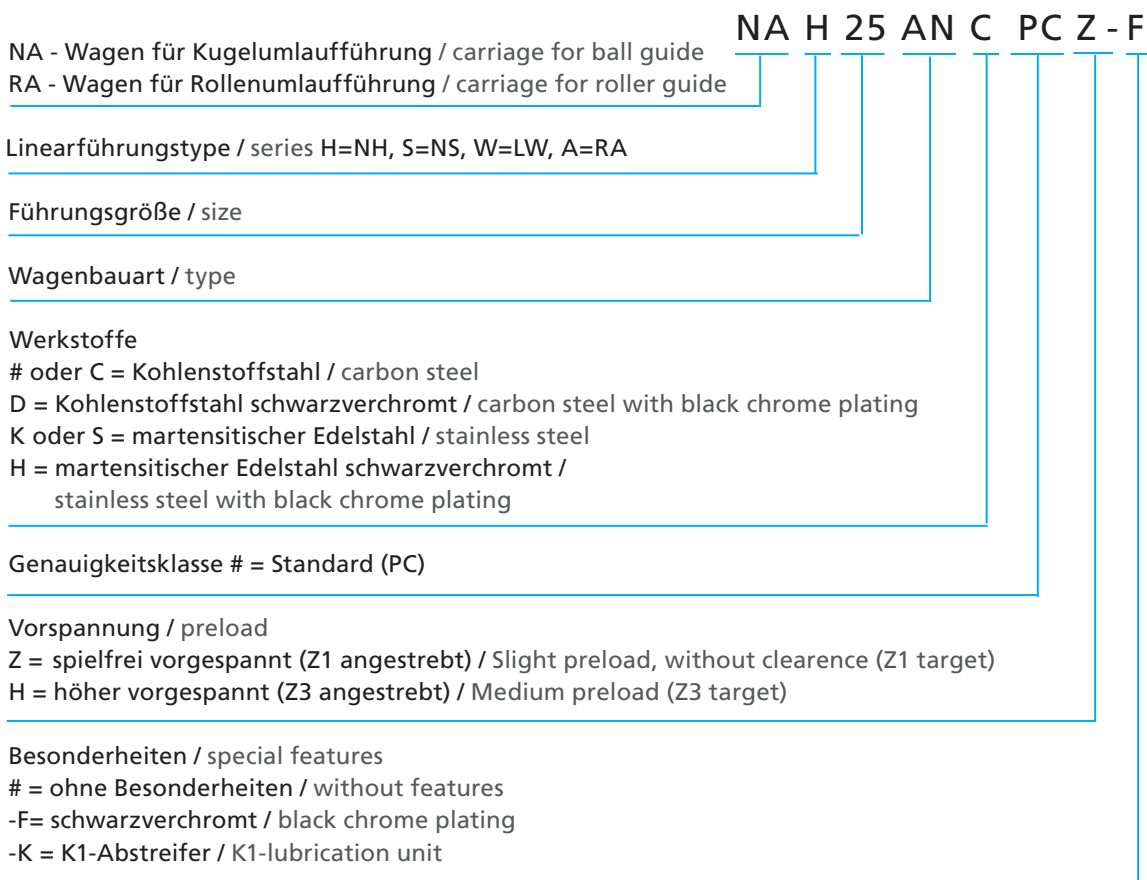 NA H 25 AN C PC Z - F
NA - Wagen für Kugelumlaufführung / carriage for ball guide
RA - Wagen für Rollenumlaufführung / carriage for roller guide
Linearführungstype / series H=NH, S=NS, W=LW, A=RA
Führungsgröße / size
Wagenbauart / type
Werkstoffe
# oder C = Kohlenstoffstahl / carbon steel
D = Kohlenstoffstahl schwarzverchromt / carbon steel with black chrome plating
K oder S = martensitischer Edelstahl / stainless steel
H = martensitischer Edelstahl schwarzverchromt /
stainless steel with black chrome plating
Genauigkeitsklasse # = Standard (PC)
Vorspannung / preload
Z = spielfrei vorgespannt (Z1 angestrebt) / Slight preload, without clearence (Z1 target)
H = höher vorgespannt (Z3 angestrebt) / Medium preload (Z3 target)
Besonderheiten / special features
# = ohne Besonderheiten / without features
-F= schwarzverchromt / black chrome plating
-K = K1-Abstreifer / K1-lubrication unit